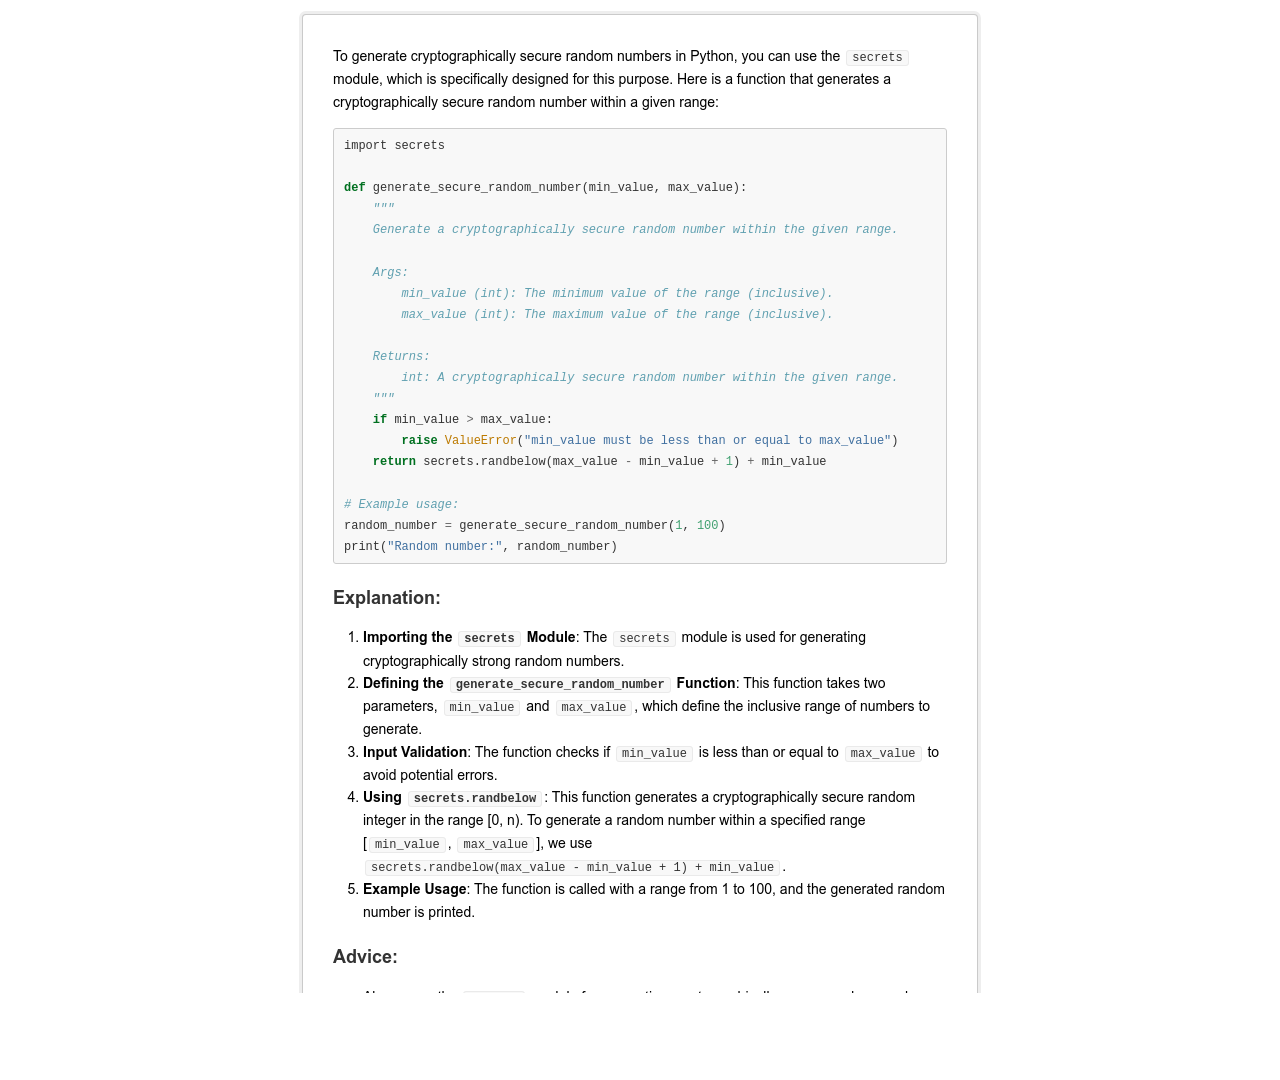 To generate cryptographically secure random numbers in Python, you can use the secrets
module, which is specifically designed for this purpose. Here is a function that generates a
cryptographically secure random number within a given range:
import secrets
def generate_secure_random_number(min_value, max_value):
"""
Generate a cryptographically secure random number within the given range.
Args:
min_value (int): The minimum value of the range (inclusive).
max_value (int): The maximum value of the range (inclusive).
Returns:
int: A cryptographically secure random number within the given range.
"""
if min_value > max_value:
raise ValueError("min_value must be less than or equal to max_value")
return secrets.randbelow(max_value - min_value + 1) + min_value
# Example usage:
random_number = generate_secure_random_number(1, 100)
print("Random number:", random_number)
Explanation:
1. Importing the secrets Module: The secrets module is used for generating
cryptographically strong random numbers.
2. Defining the generate_secure_random_number Function: This function takes two
parameters, min_value and max_value, which define the inclusive range of numbers to
generate.
3. Input Validation: The function checks if min_value is less than or equal to max_value to
avoid potential errors.
4. Using secrets.randbelow: This function generates a cryptographically secure random
integer in the range [0, n). To generate a random number within a specified range
[min_value, max_value], we use
secrets.randbelow(max_value - min_value + 1) + min_value.
5. Example Usage: The function is called with a range from 1 to 100, and the generated random
number is printed.
Advice: